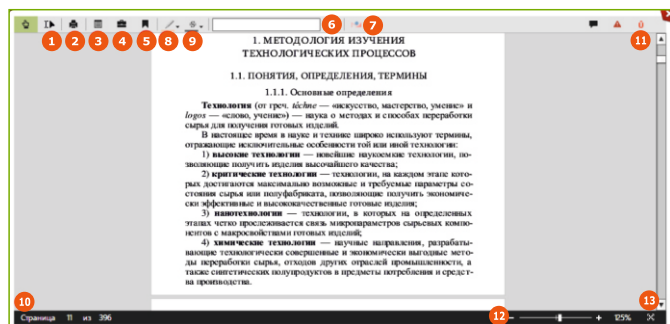 1 2 3 4 5 8 9 6 7 11
1. МЕТОДОЛОГИЯ ИЗУЧЕНИЯ
ТЕХНОЛОГИЧЕСКИХ ПРОЦЕССОВ
1.1. ПОНЯТИЯ, ОПРЕДЕЛЕНИЯ, ТЕРМИНЫ
1.1.1. Основные определения
Технология (от греч. téchne — «искусство, мастерство, умение» и
logos — «слово, учение») — наука о методах и способах переработки
сырья для получения готовых изделий.
В настоящее время в науке и технике широко используют термины,
отражающие исключительные особенности той или иной технологии:
1) высокие технологии — новейшие наукоемкие технологии, по-
зволяющие получить изделия высочайшего качества;
2) критические технологии — технологии, на каждом этапе кото-
рых достигаются максимально возможные и требуемые параметры со-
стояния сырья или полуфабриката, позволяющие получить экономиче-
ски эффективные и высококачественные готовые изделия;
3) нанотехнологии — технологии, в которых на определенных
этапах четко прослеживается связь микропараметров сырьевых компо-
нентов с макросвойствами готовых изделий;
4) химические технологии — научные направления, разрабаты-
вающие технологически совершенные и экономически выгодные мето-
ды переработки сырья, отходов других отраслей промышленности, а
также синтетических полупродуктов в предметы потребления и средст-
ва производства.
10 12 13
Страница 11 из 396 125%